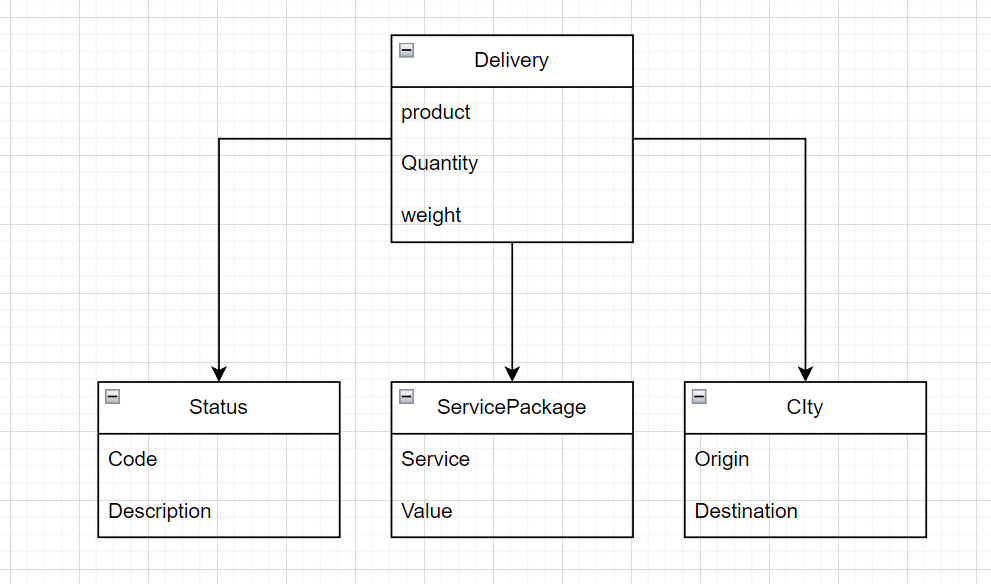 Delivery
product
Quantity
weight
Status
Code
Description
ServicePackage
Service
Value
CIty
Origin
Destination